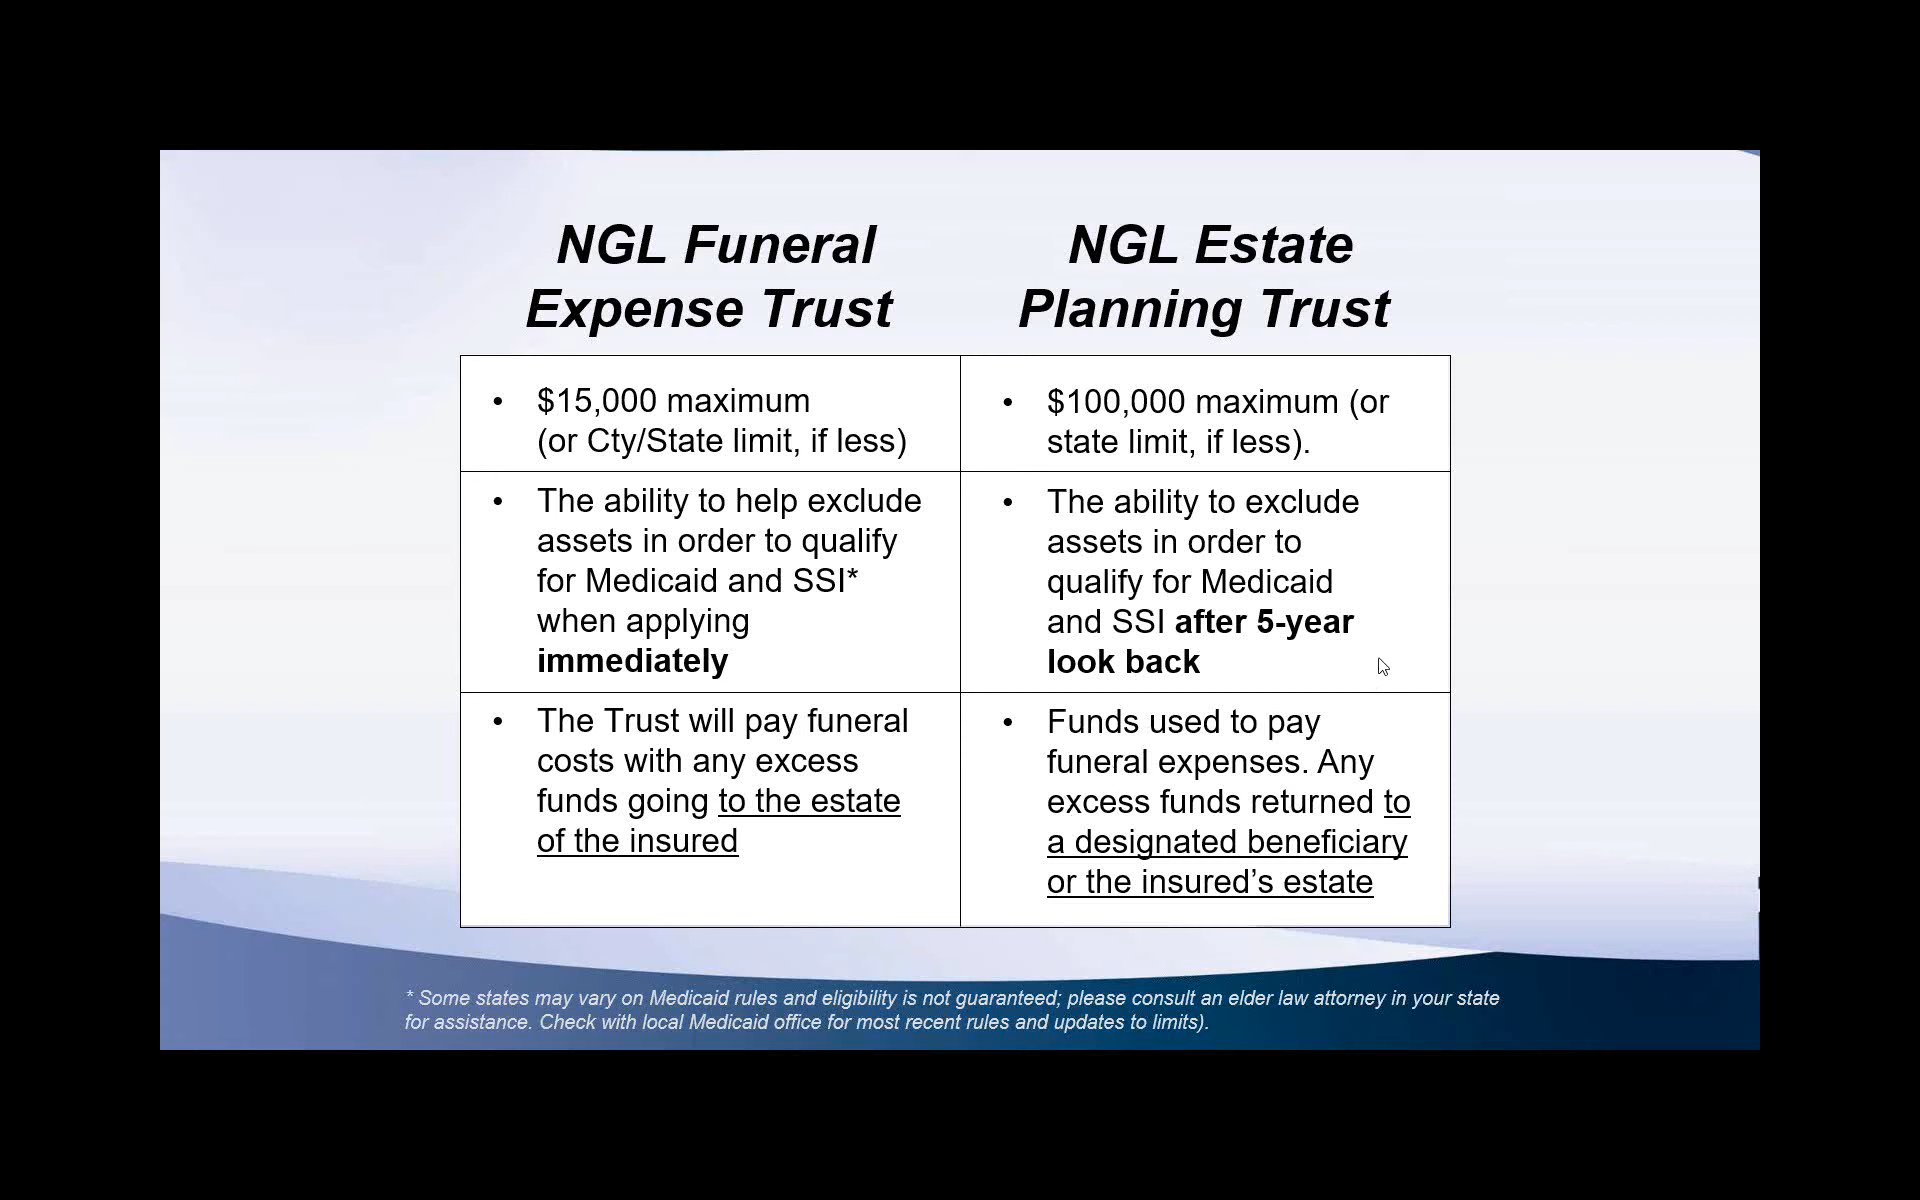 NGL Funeral
Expense Trust
NGL Estate
Planning Trust
• $15,000 maximum
(or Cty/State limit, if less)
• $100,000 maximum (or
state limit, if less).
• The ability to help exclude
assets in order to qualify
for Medicaid and SSI*
when applying
immediately
• The ability to exclude
assets in order to
qualify for Medicaid
and SSI after 5-year
look back
• The Trust will pay funeral
costs with any excess
funds going to the estate
of the insured
• Funds used to pay
funeral expenses. Any
excess funds returned to
a designated beneficiary
or the insured’s estate
* Some states may vary on Medicaid rules and eligibility is not guaranteed; please consult an elder law attorney in your state
for assistance. Check with local Medicaid office for most recent rules and updates to limits).